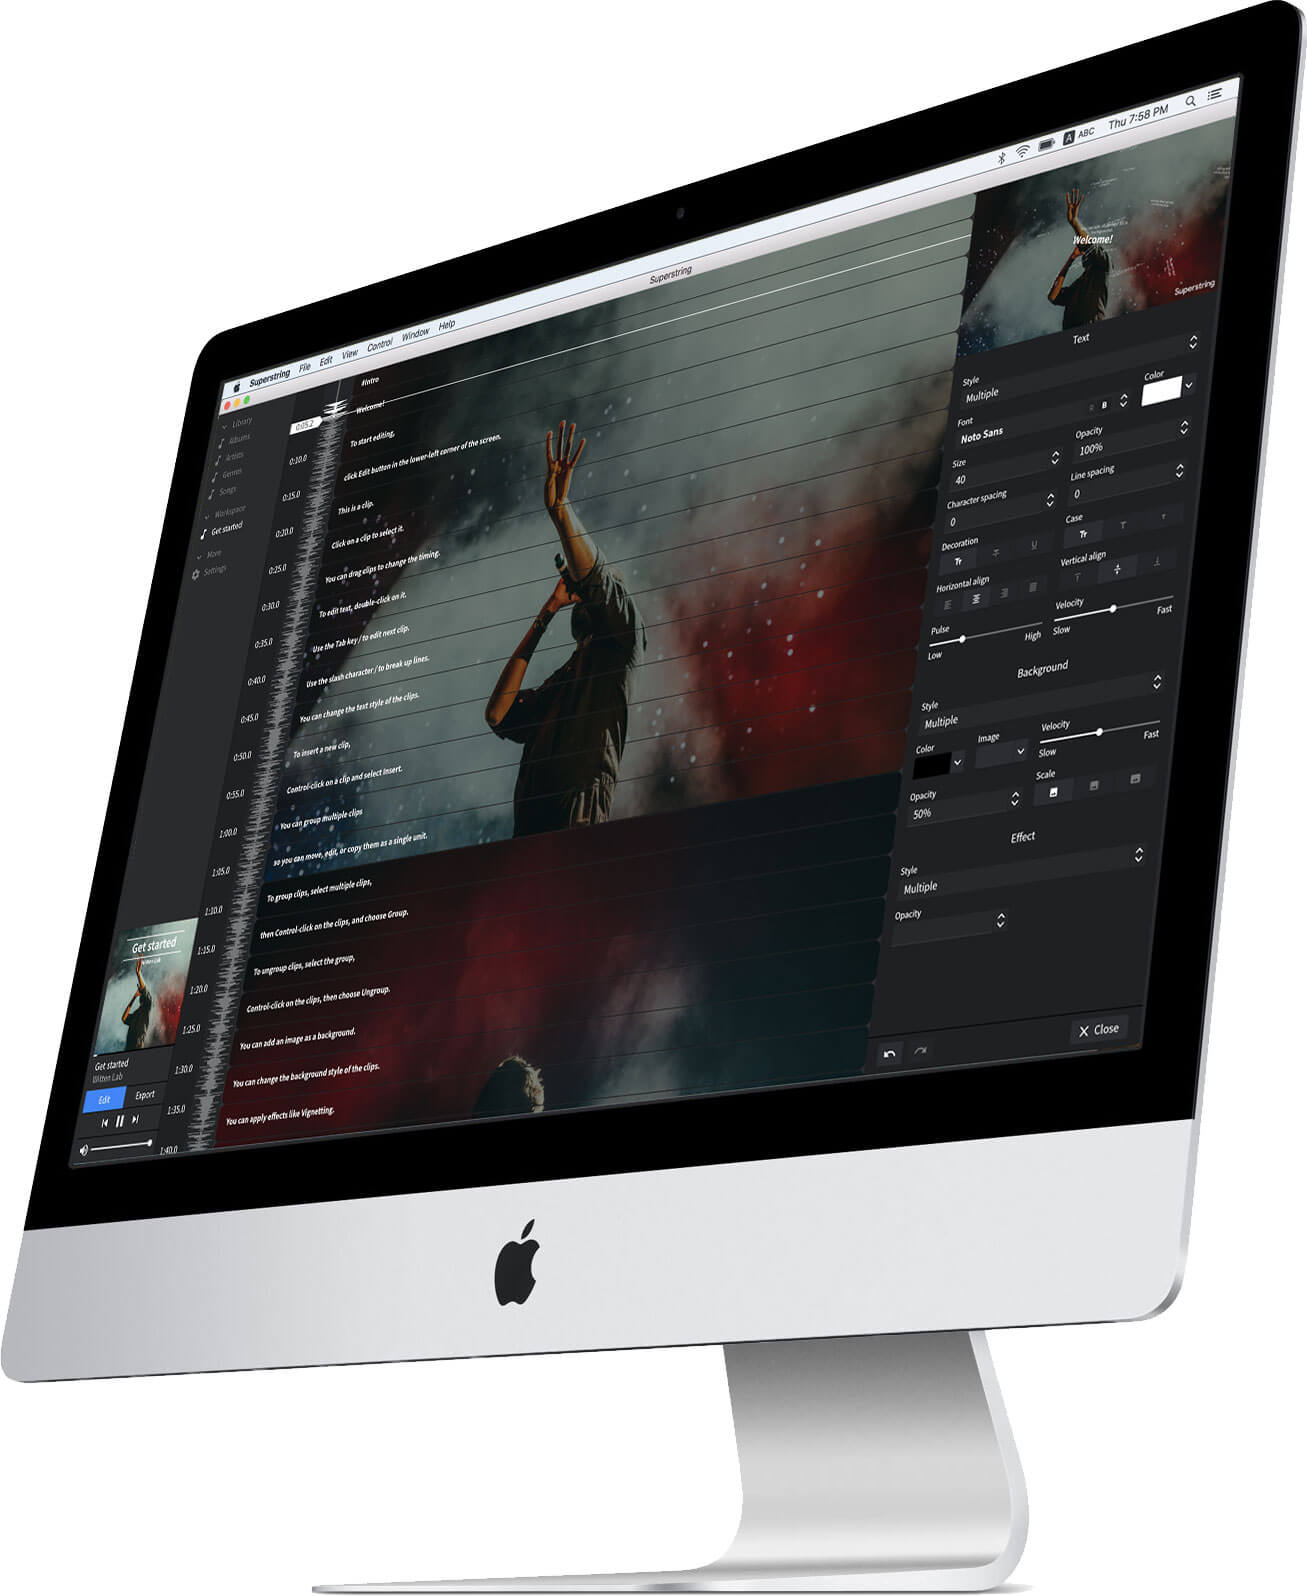 Superstring File Edit View Control Window Help
A ABC Thu 7:58 PM
Superstring
Library
Albums
Artists
Genres
Songs
Workspace
Get started
More
Settings
Get started
Witten Lab
Get started
Witten Lab
Edit Export
0:05.2
0:10.0
0:15.0
0:20.0
0:25.0
0:30.0
0:35.0
0:40.0
0:45.0
0:50.0
0:55.0
1:00.0
1:05.0
1:10.0
1:15.0
1:20.0
1:25.0
1:30.0
1:35.0
1:40.0
#Intro
Welcome!
To start editing,
click Edit button in the lower-left corner of the screen.
This is a clip.
Click on a clip to select it.
You can drag clips to change the timing.
To edit text, double-click on it.
Use the Tab key / to edit next clip.
Use the slash character / to break up lines.
You can change the text style of the clips.
To insert a new clip,
Control-click on a clip and select Insert.
You can group multiple clips
so you can move, edit, or copy them as a single unit.
To group clips, select multiple clips,
then Control-click on the clips, and choose Group.
To ungroup clips, select the group,
Control-click on the clips, then choose Ungroup.
You can add an image as a background.
You can change the background style of the clips.
You can apply effects like Vignetting.
Welcome!
Superstring
Text
Style
Multiple
Font
Noto Sans
B
Color
Size
40
Opacity
100%
Character spacing
0
Line spacing
0
Decoration
Tr T U
Case
Tr T T
Horizontal align
Vertical align
Pulse
Low High
Velocity
Slow Fast
Background
Style
Multiple
Color Image
Velocity
Slow Fast
Opacity
50%
Scale
Effect
Style
Multiple
Opacity
Close